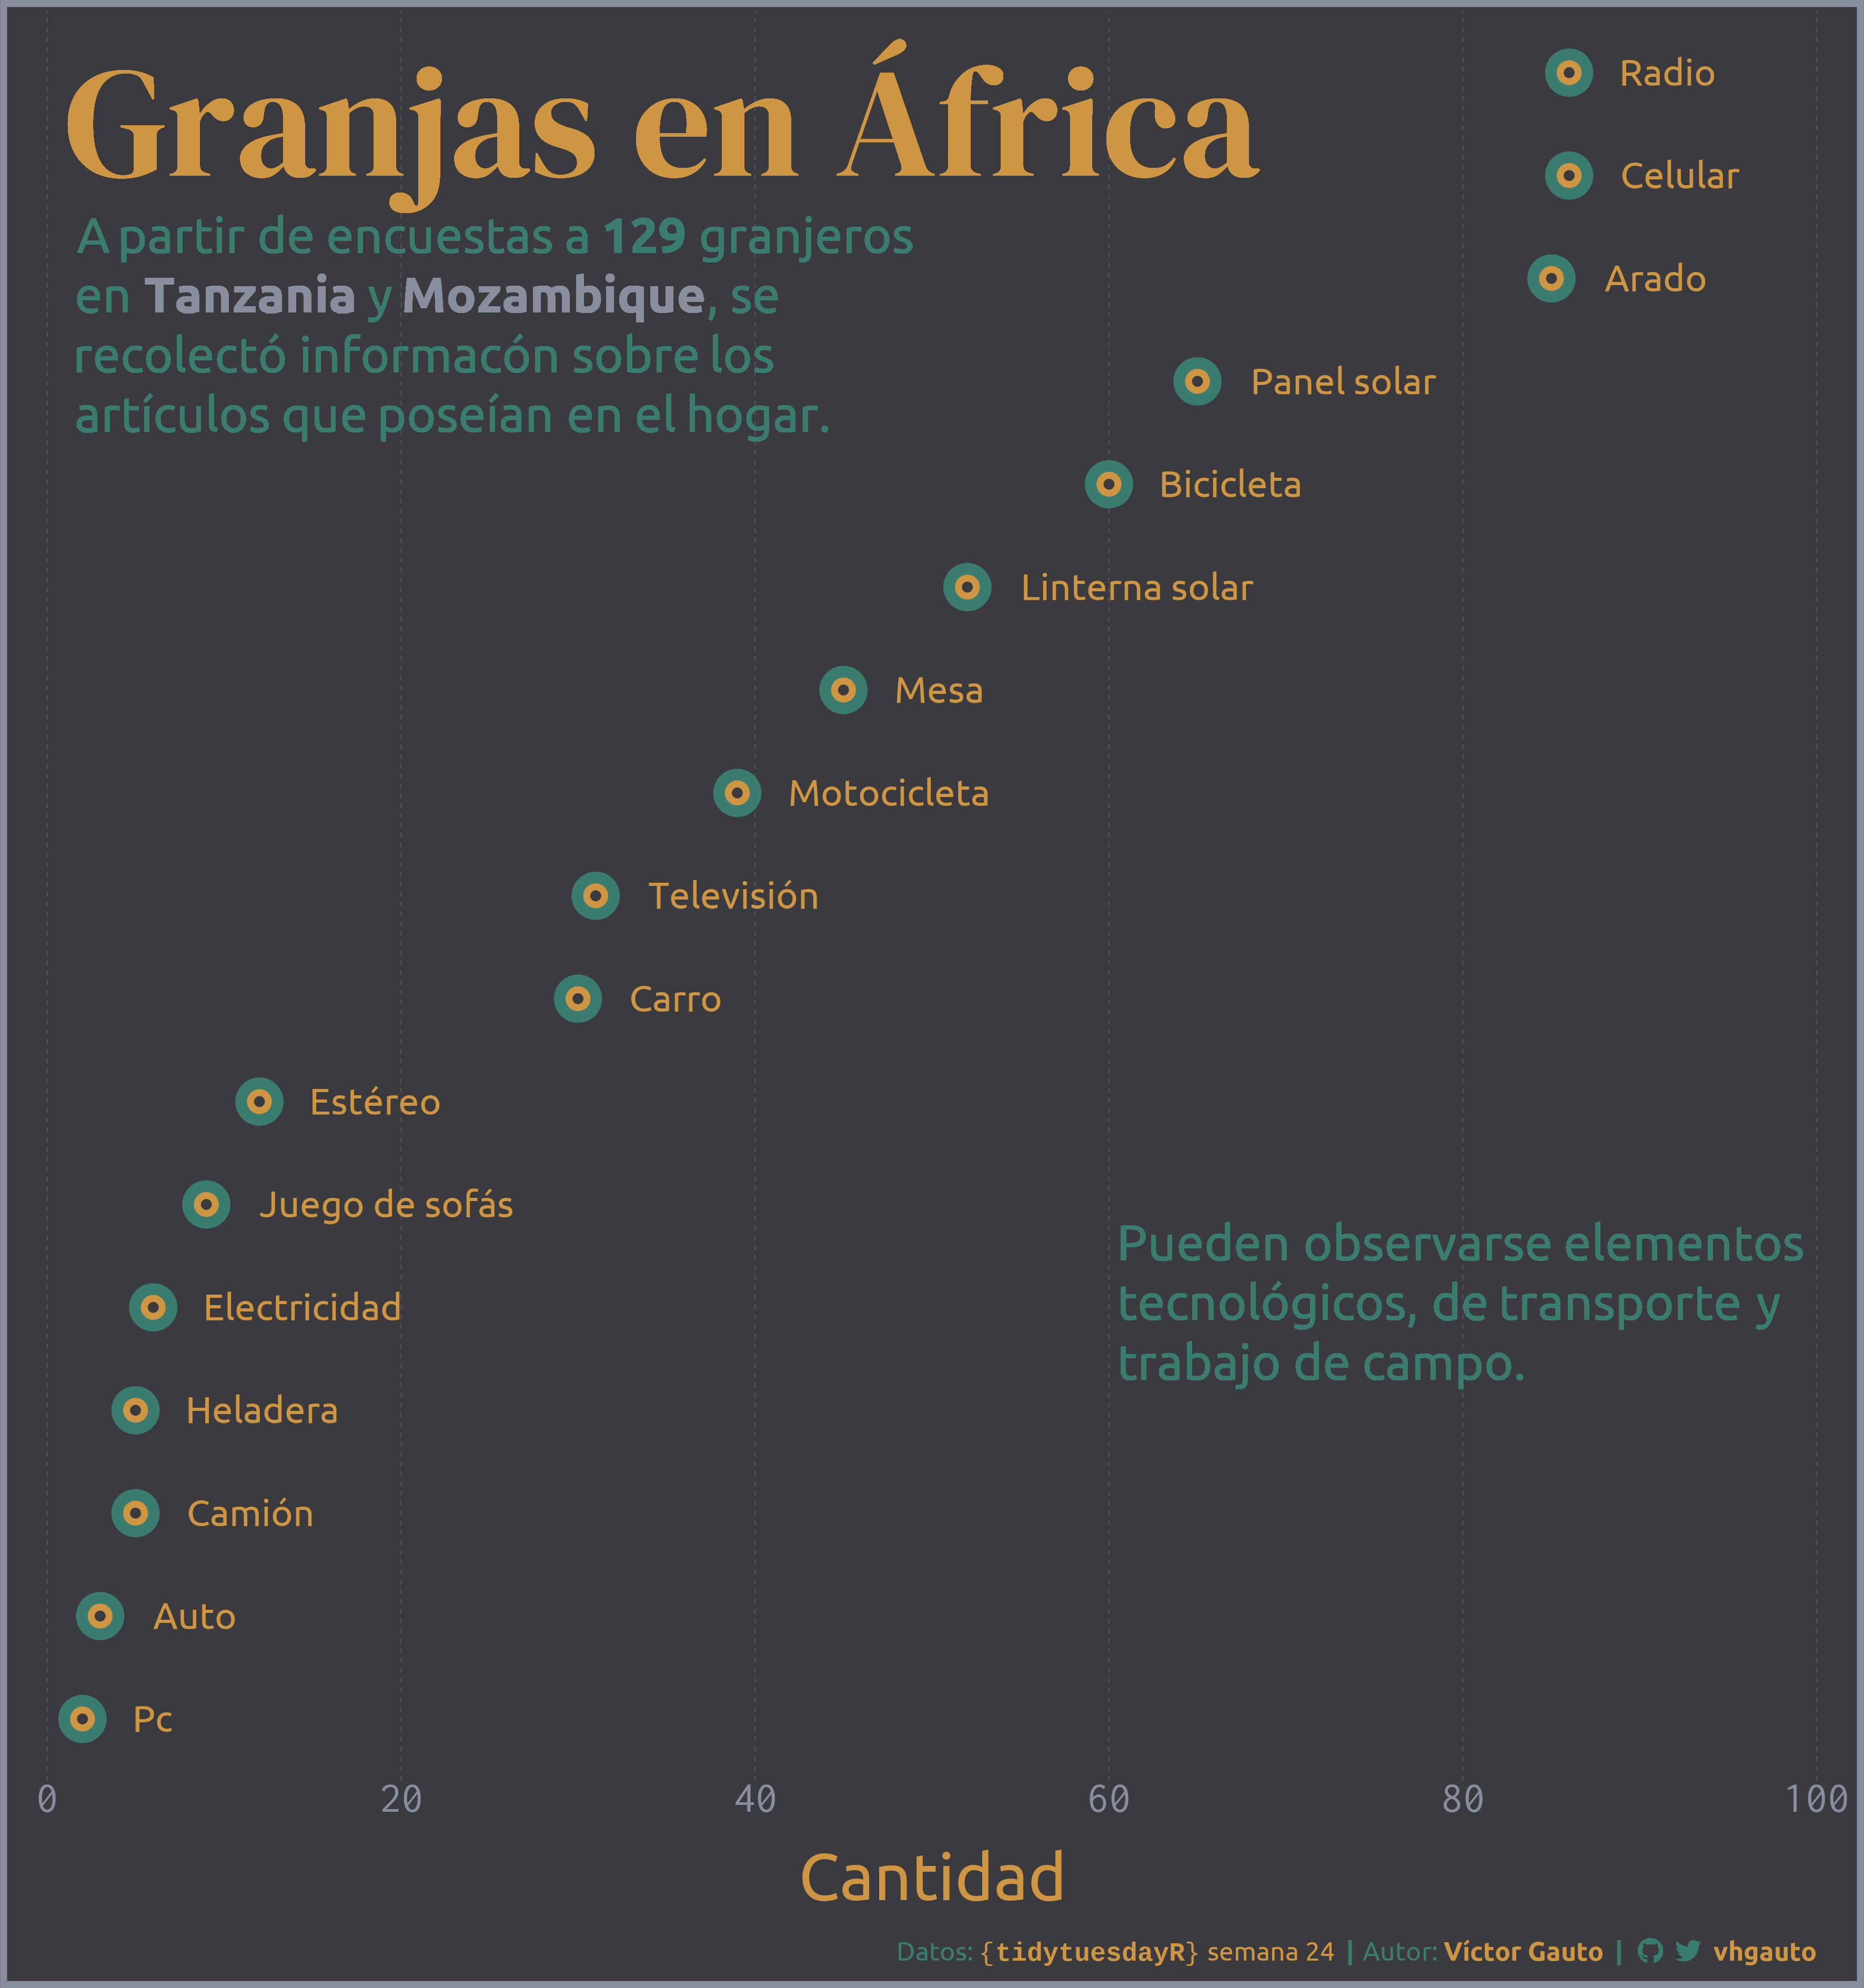 Granjas en África
A partir de encuestas a 129 granjeros
en Tanzania y Mozambique, se
recolectó informacón sobre los
artículos que poseían en el hogar.
Radio
Celular
Arado
Panel solar
Bicicleta
Linterna solar
Mesa
Motocicleta
Televisión
Carro
Estéreo
Juego de sofás
Electricidad
Heladera
Camión
Auto
Pc
Pueden observarse elementos
tecnológicos, de transporte y
trabajo de campo.
0 20 40 60 80 100
Cantidad
Datos: {tidytuesdayR} semana 24 | Autor: Víctor Gauto | vhgauto